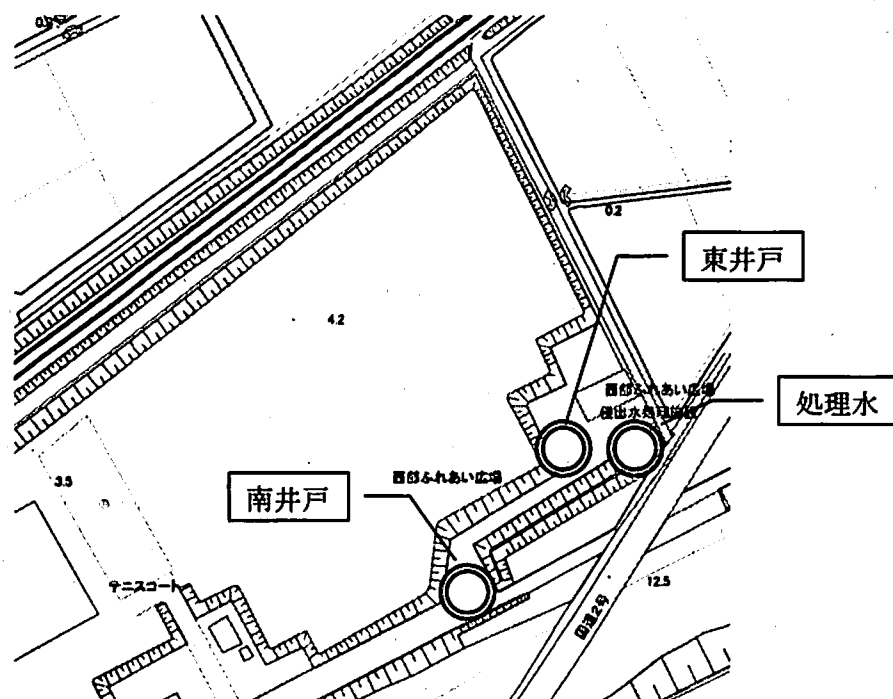 0.2
東井戸
4.2
西部ふれあい広場
浸出水処理施設
処理水
3.5
西部ふれあい広場
南井戸
テニスコート
12.5
国道2号